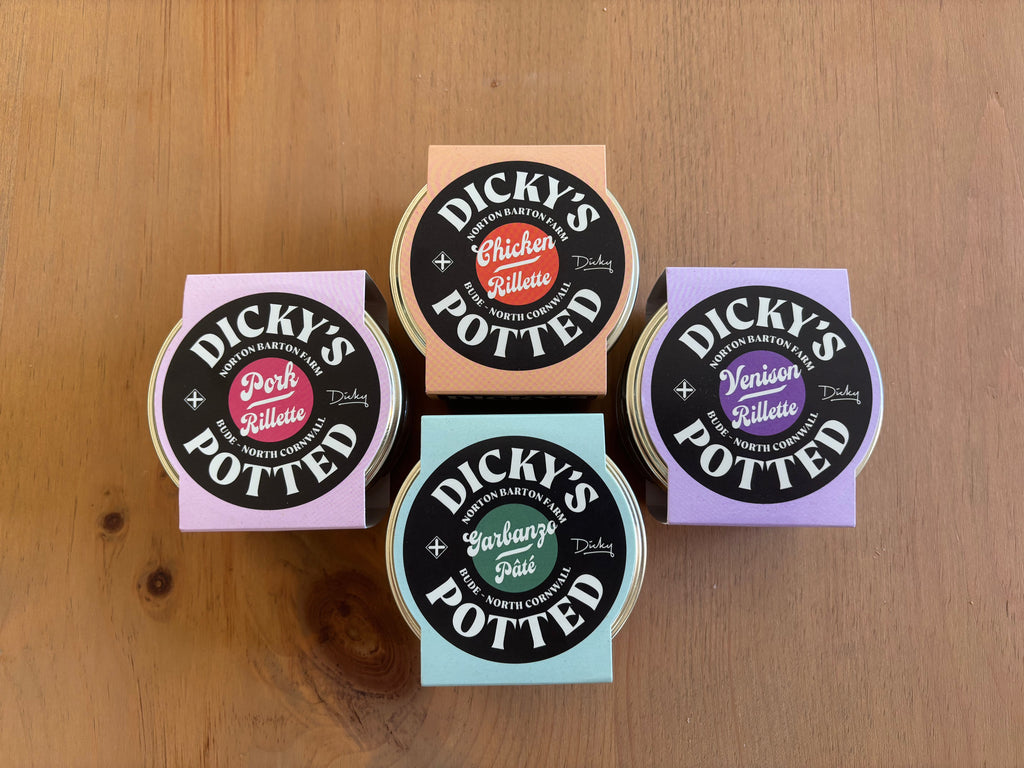 DICKY'S
NORTON BARTON FARM
Chicken
Rillette
Dicky
BUDE - NORTH CORNWALL
POTTED
DICKY'S
NORTON BARTON FARM
Pork
Rillette
Dicky
BUDE - NORTH CORNWALL
POTTED
DICKY'S
NORTON BARTON FARM
Venison
Rillette
Dicky
BUDE - NORTH CORNWALL
POTTED
DICKY'S
NORTON BARTON FARM
Garbanzo
Pâté
Dicky
BUDE - NORTH CORNWALL
POTTED